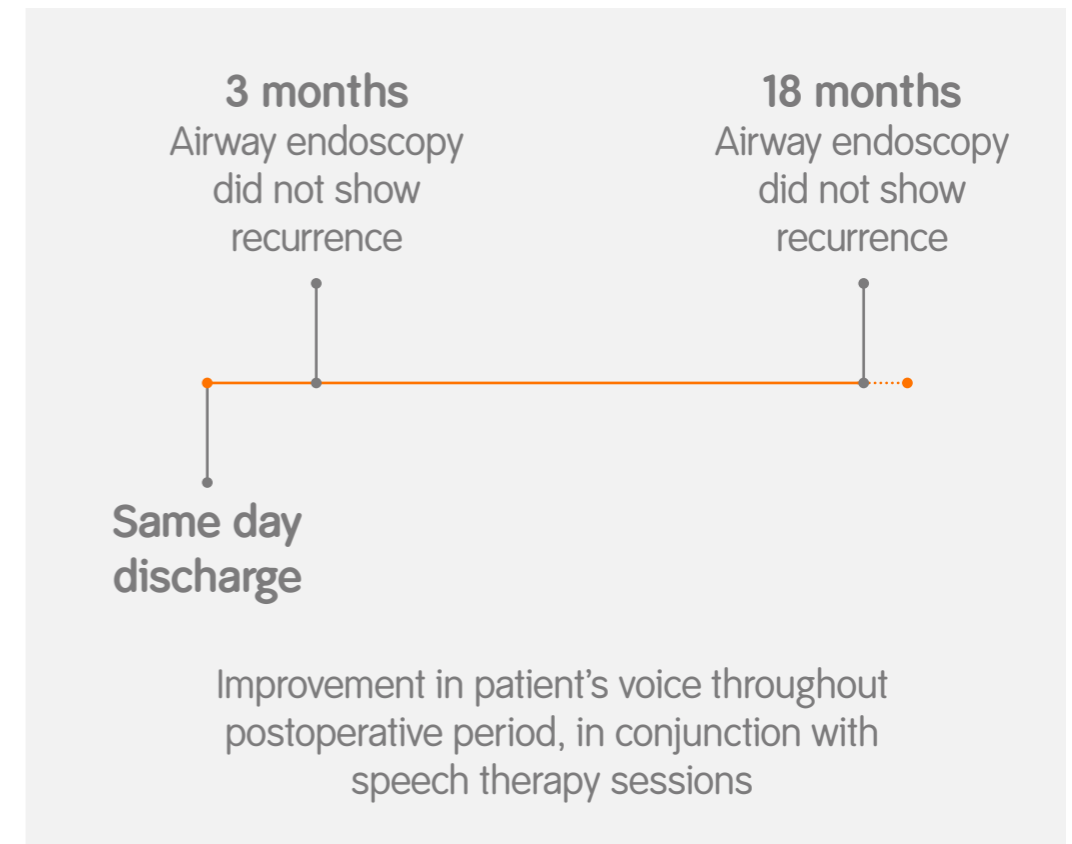 3 months
Airway endoscopy
did not show
recurrence
18 months
Airway endoscopy
did not show
recurrence
Same day
discharge
Improvement in patient’s voice throughout
postoperative period, in conjunction with
speech therapy sessions